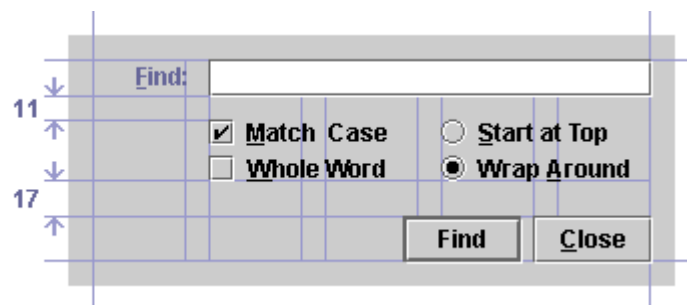 Find:
11
Match Case
Start at Top
Whole Word
Wrap Around
17
Find
Close